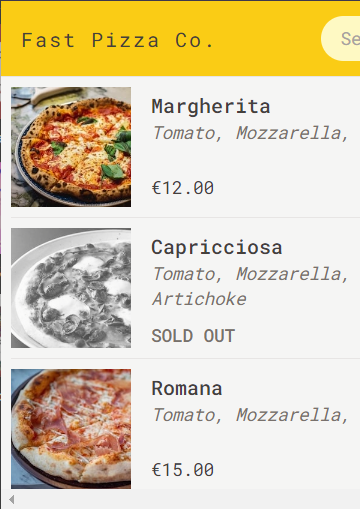 Fast Pizza Co.
Se
Margherita
Tomato, Mozzarella,
€12.00
Capricciosa
Tomato, Mozzarella,
Artichoke
SOLD OUT
Romana
Tomato, Mozzarella,
€15.00